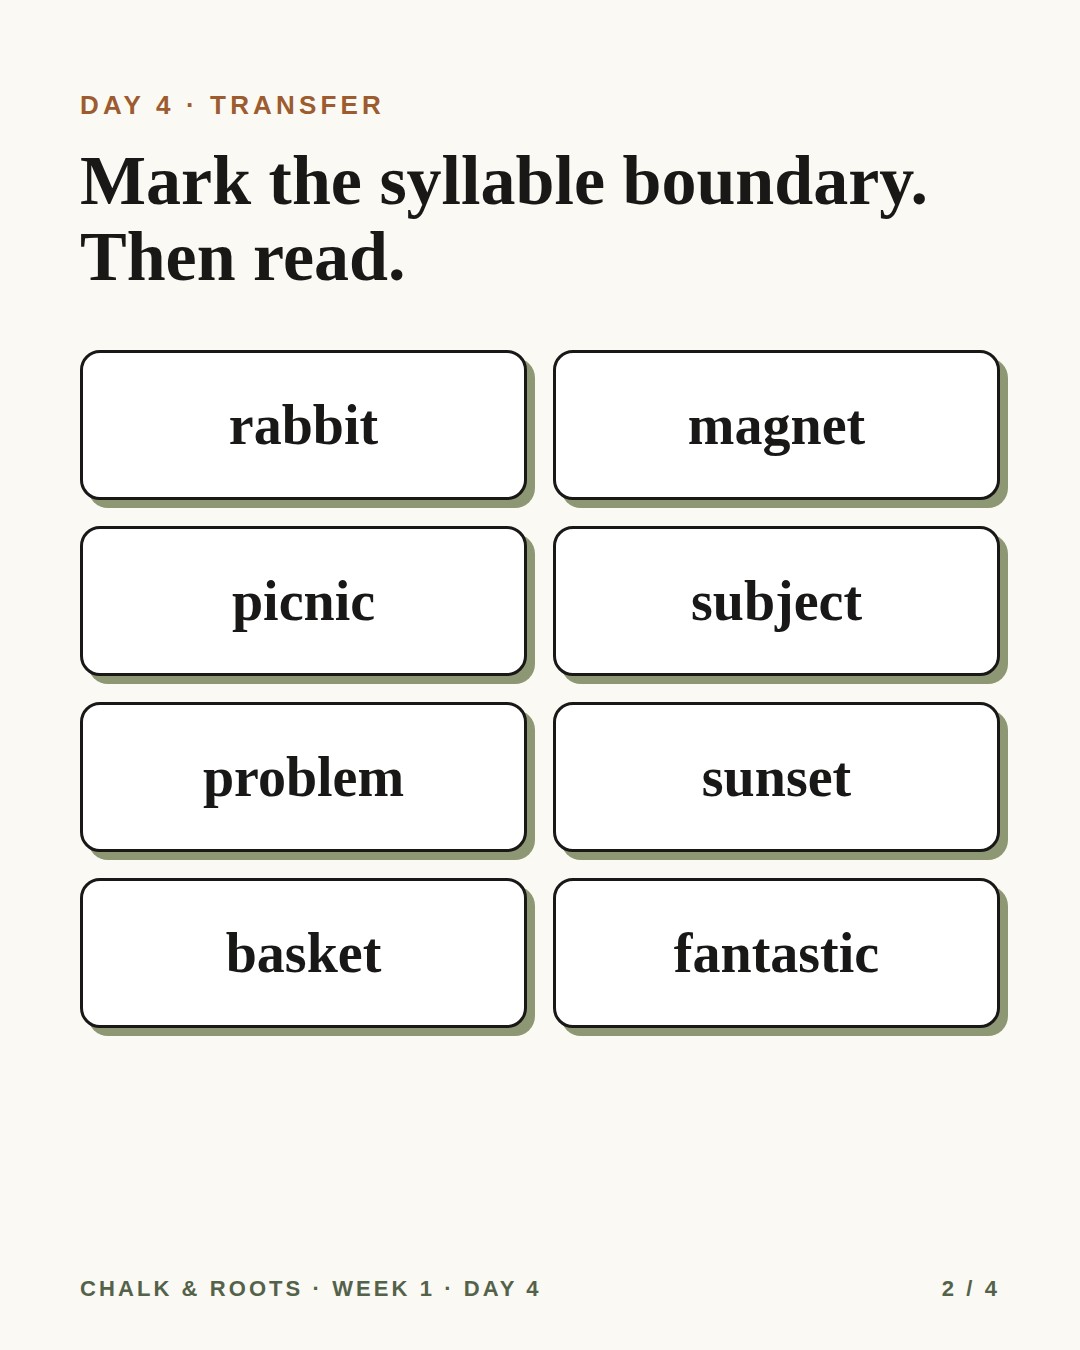 DAY 4 · TRANSFER
Mark the syllable boundary.
Then read.
rabbit
magnet
picnic
subject
problem
sunset
basket
fantastic
CHALK & ROOTS · WEEK 1 · DAY 4
2 / 4